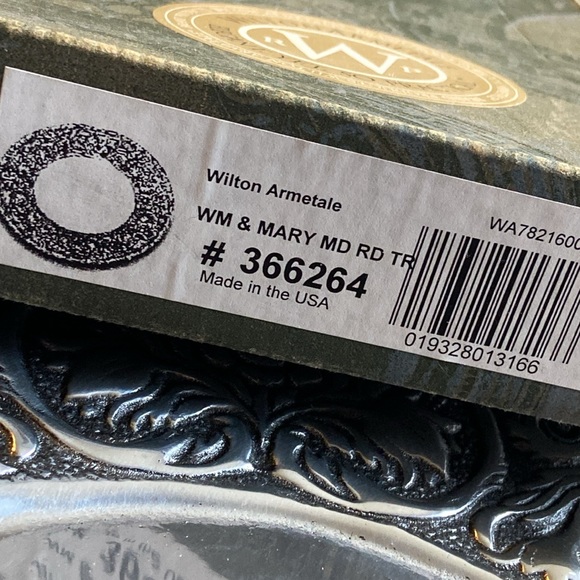 W
Wilton Armetale
WA7821600
WM & MARY MD RD TR
# 366264
Made in the USA
019328013166